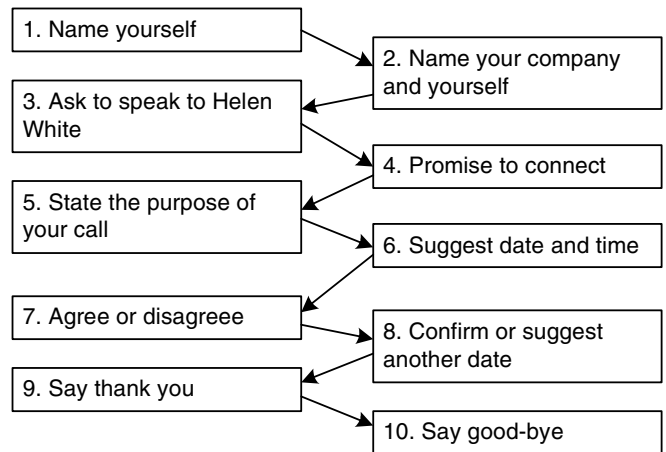 1. Name yourself
2. Name your company
and yourself
3. Ask to speak to Helen
White
4. Promise to connect
5. State the purpose of
your call
6. Suggest date and time
7. Agree or disagreee
8. Confirm or suggest
another date
9. Say thank you
10. Say good-bye